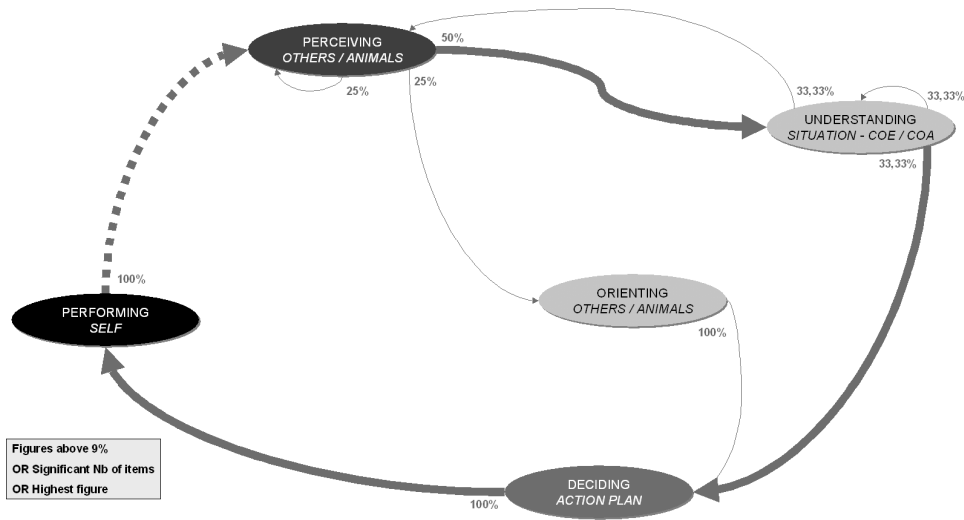 PERCEIVING
OTHERS / ANIMALS
50%
25%
25%
33,33%
33,33%
UNDERSTANDING
SITUATION - COE / COA
33,33%
100%
ORIENTING
OTHERS / ANIMALS
100%
PERFORMING
SELF
Figures above 9%
OR Significant Nb of items
OR Highest figure
DECIDING
ACTION PLAN
100%